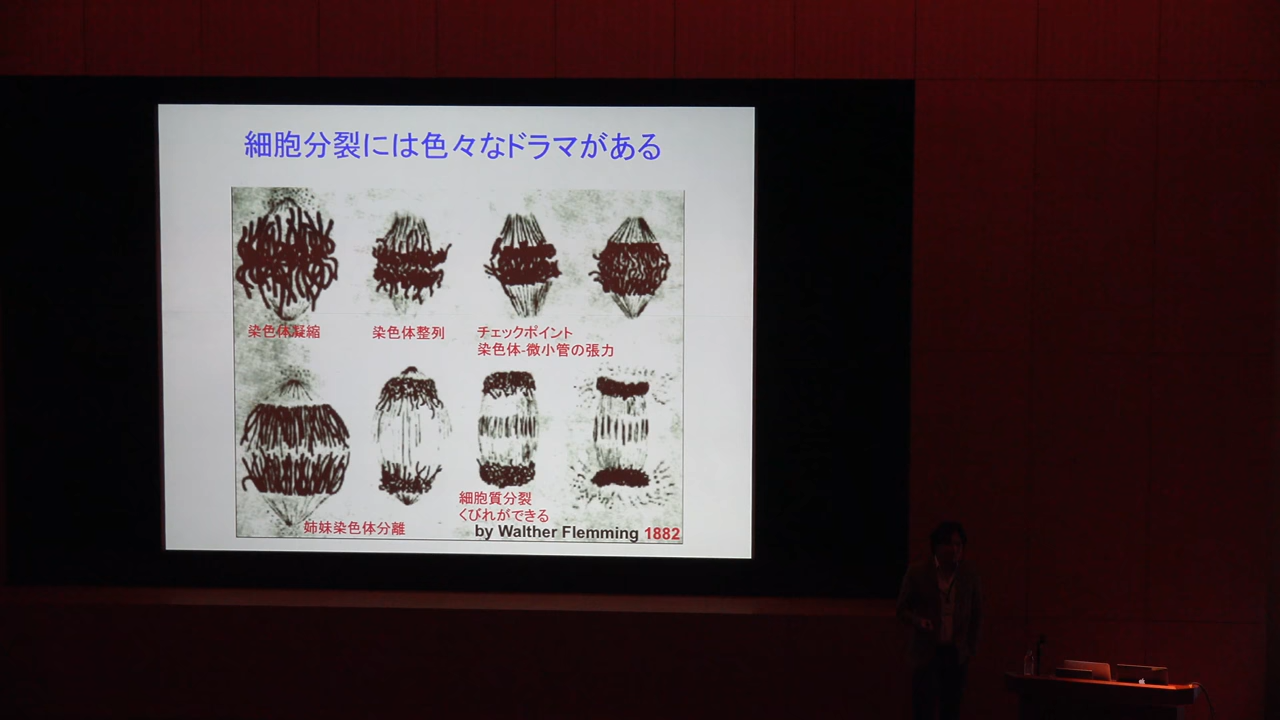 細胞分裂には色々なドラマがある
染色体凝縮
染色体整列
チェックポイント
染色体-微小管の張力
姉妹染色体分離
細胞質分裂
くびれができる
by Walther Flemming 1882